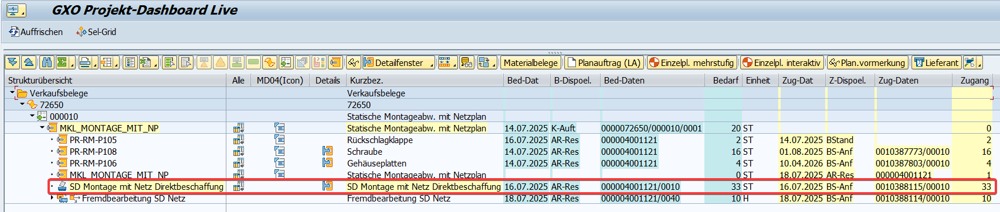 GXO Projekt-Dashboard Live
Auffrischen Sel-Grid
Detailfenster Materialbelege Planauftrag (LA) Einzelpl. mehrstufig Einzelpl. interaktiv Plan.vormerkung Lieferant
Strukturübersicht Alle MD04(Icon) Details Kurzbez. Bed-Dat B-Dispoel. Bed-Daten Bedarf Einheit Zug-Dat Z-Dispoel. Zug-Daten Zugang
Verkaufsbelege Verkaufsbelege
72650 72650
000010 Statische Montageabw. mit Netzplan
MKL_MONTAGE_MIT_NP Statische Montageabw. mit Netzplan 14.07.2025 K-Auft 0000072650/000010/0001 20 ST 0
PR-RM-P105 Rückschlagklappe 16.07.2025 AR-Res 000004001121 2 ST 14.07.2025 BStand 2
PR-RM-P108 Schraube 14.07.2025 AR-Res 000004001121 16 ST 01.08.2025 BS-Anf 0010387773/00010 16
PR-RM-P106 Gehäuseplatten 14.07.2025 AR-Res 000004001121 4 ST 10.04.2026 BS-Anf 0010387803/00010 4
MKL_MONTAGE_MIT_NP Statische Montageabw. mit Netzplan 0 ST 18.07.2025 AR-Res 000004001121 1
SD Montage mit Netz Direktbeschaffung SD Montage mit Netz Direktbeschaffung 16.07.2025 AR-Res 000004001121/0010 33 ST 16.07.2025 BS-Anf 0010388115/00010 33
Fremdbearbeitung SD Netz Fremdbearbeitung SD Netz 18.07.2025 AR-Res 000004001121/0040 10 H 18.07.2025 BS-Anf 0010388114/00010 10